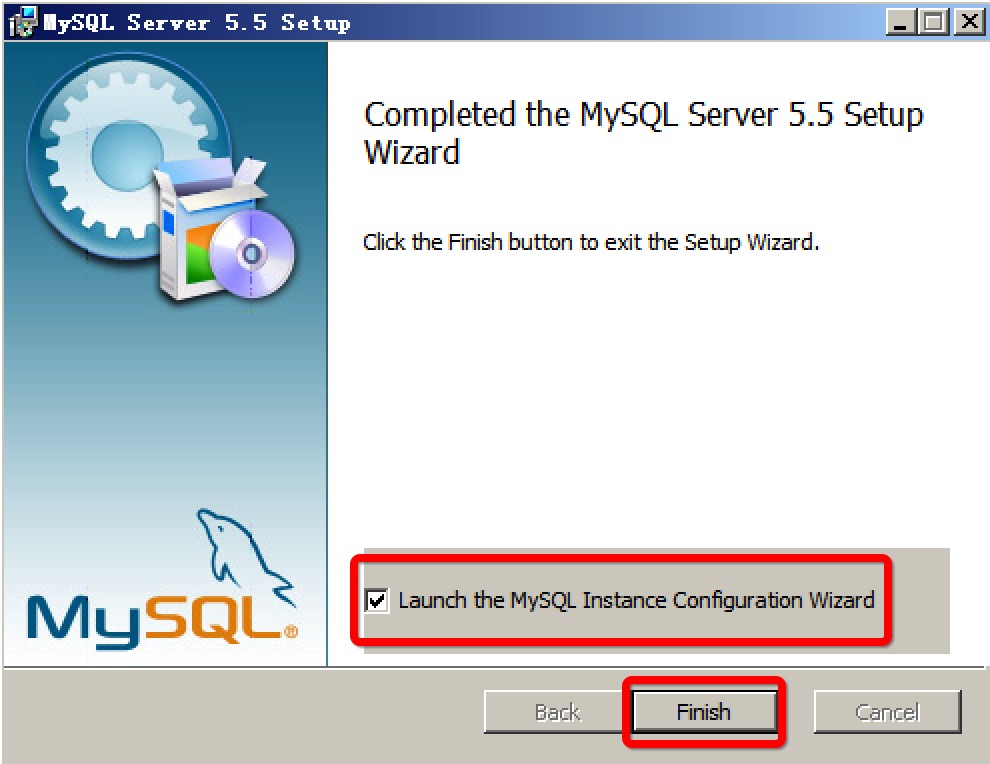 MySQL Server 5.5 Setup
Completed the MySQL Server 5.5 Setup
Wizard
Click the Finish button to exit the Setup Wizard.
MySQL®
Launch the MySQL Instance Configuration Wizard
Back
Finish
Cancel